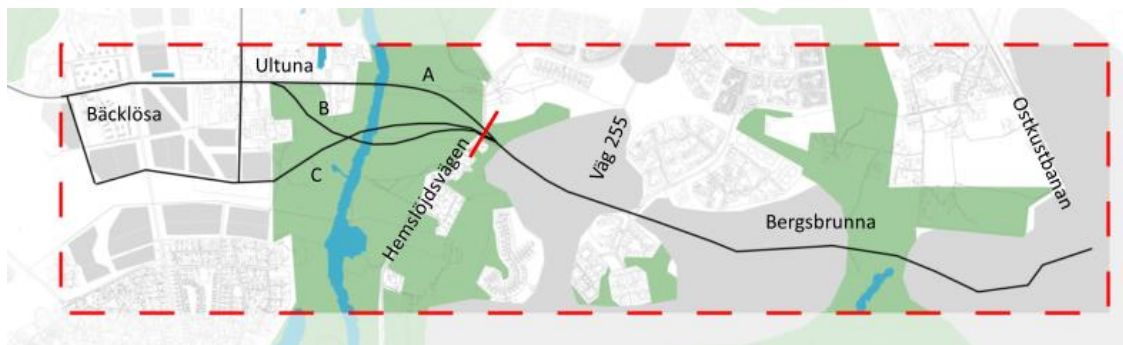 Ultuna
A
Bäcklösa
B
C
Hemslöjdsvägen
Väg 255
Bergsbrunna
Ostkustbanan